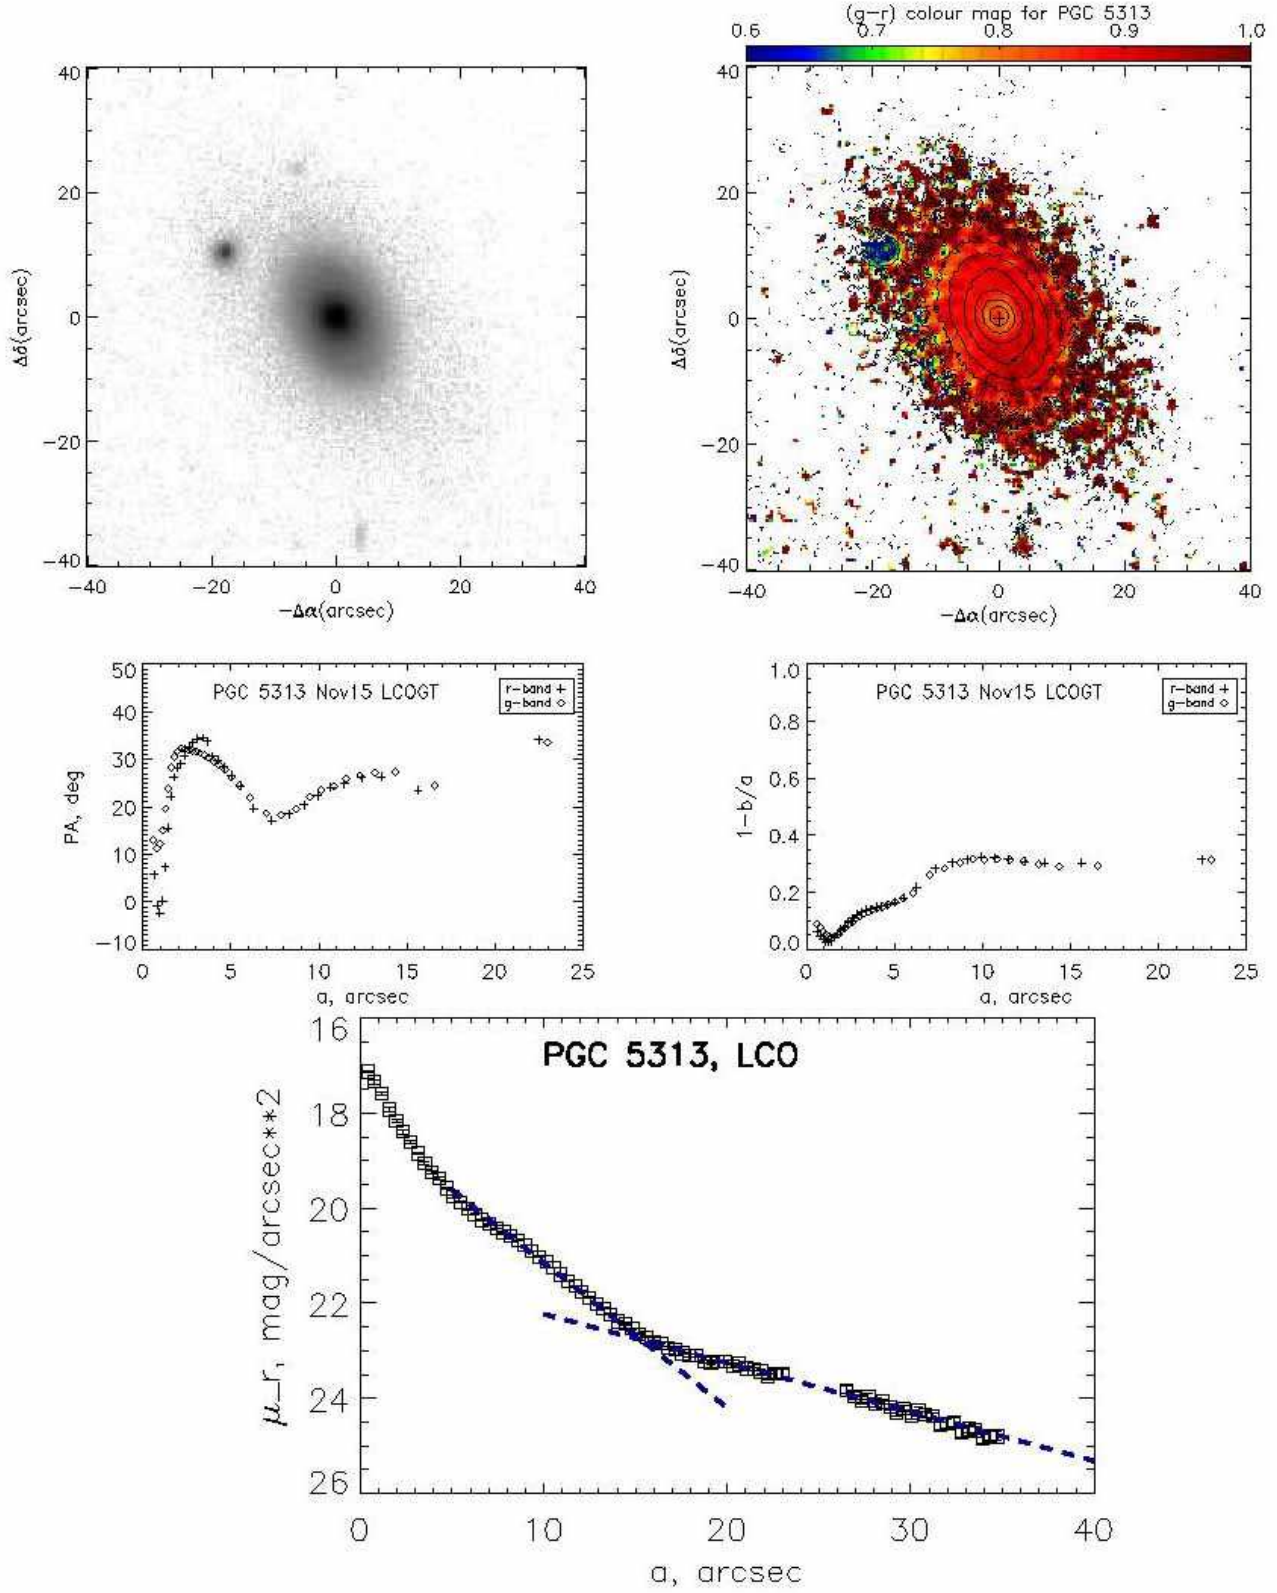 (g−r) colour map for PGC 5313
0.6 0.7 0.8 0.9 1.0
40
20
0
−20
−40
Δδ(arcsec)
−40 −20 0 20 40
−Δα(arcsec)
40
20
0
−20
−40
Δδ(arcsec)
−40 −20 0 20 40
−Δα(arcsec)
PGC 5313 Nov15 LCOGT
r−band +
g−band ◇
50
40
30
20
10
0
−10
PA, deg
0 5 10 15 20 25
a, arcsec
PGC 5313 Nov15 LCOGT
r−band +
g−band ◇
1.0
0.8
0.6
0.4
0.2
0.0
1−b/a
0 5 10 15 20 25
a, arcsec
PGC 5313, LCO
16
18
20
22
24
26
μ_r, mag/arcsec**2
0 10 20 30 40
a, arcsec